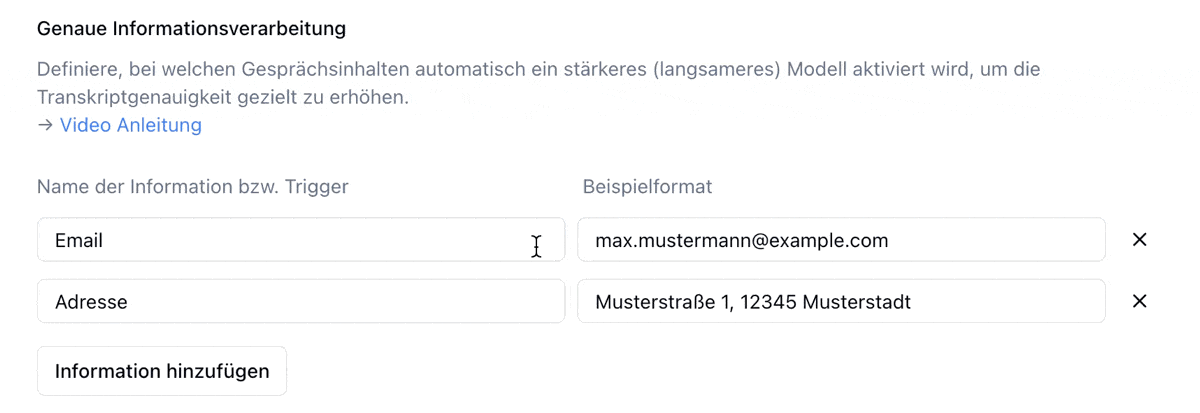 Genaue Informationsverarbeitung
Definiere, bei welchen Gesprächsinhalten automatisch ein stärkeres (langsameres) Modell aktiviert wird, um die
Transkriptgenauigkeit gezielt zu erhöhen.
→ Video Anleitung
Name der Information bzw. Trigger Beispielformat
Email max.mustermann@example.com ×
Adresse Musterstraße 1, 12345 Musterstadt ×
Information hinzufügen